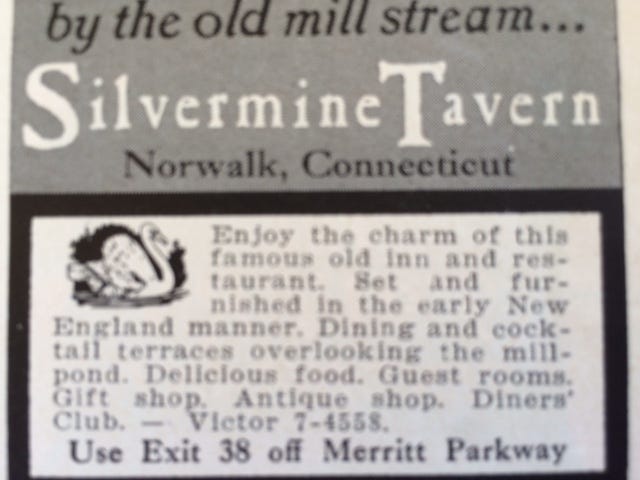 by the old mill stream...
Silvermine Tavern
Norwalk, Connecticut
Enjoy the charm of this
famous old inn and res-
taurant. Set and fur-
nished in the early New
England manner. Dining and cock-
tail terraces overlooking the mill-
pond. Delicious food. Guest rooms.
Gift shop. Antique shop. Diners'
Club. — Victor 7-4558.
Use Exit 38 off Merritt Parkway